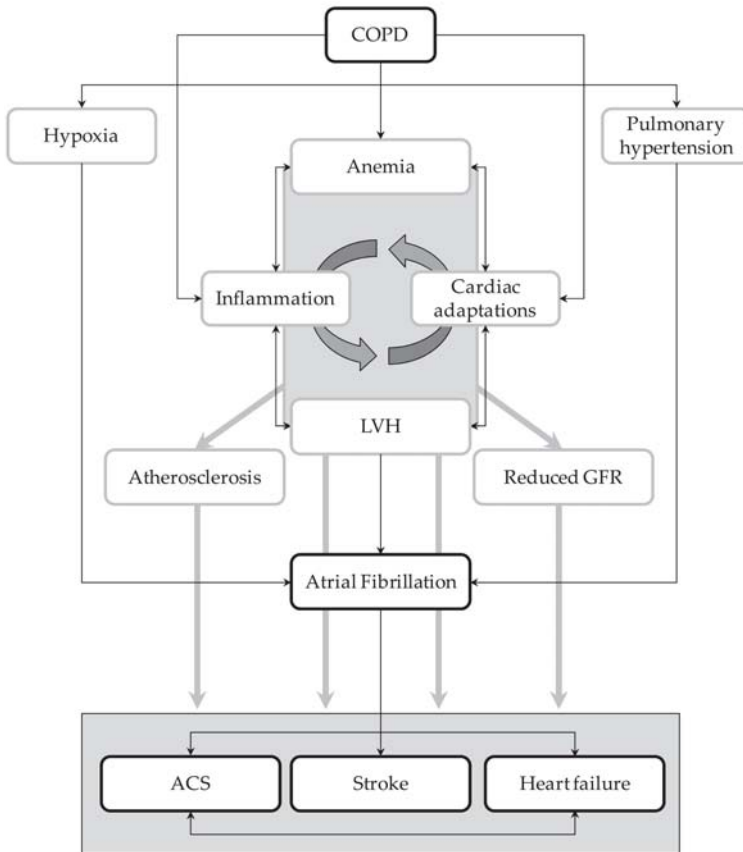 COPD
Hypoxia
Pulmonary
hypertension
Anemia
Inflammation
Cardiac
adaptations
LVH
Atherosclerosis
Reduced GFR
Atrial Fibrillation
ACS
Stroke
Heart failure